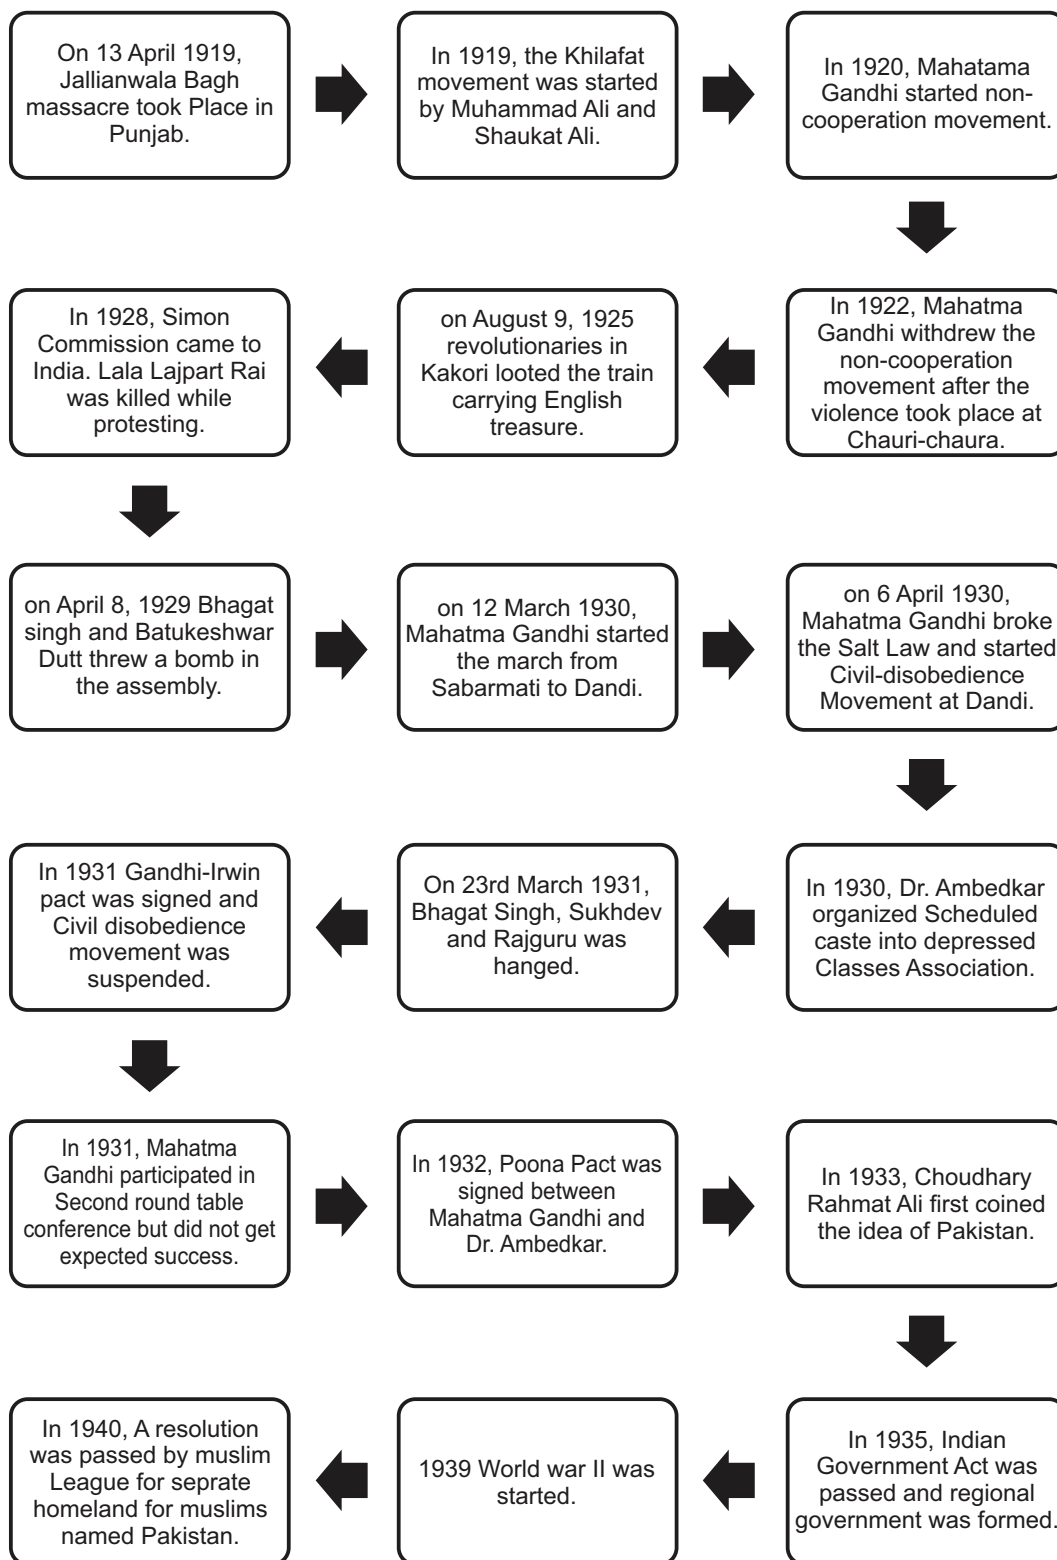 On 13 April 1919,
Jallianwala Bagh
massacre took Place in
Punjab.
In 1919, the Khilafat
movement was started
by Muhammad Ali and
Shaukat Ali.
In 1920, Mahatama
Gandhi started non-
cooperation movement.
In 1922, Mahatma
Gandhi withdrew the
non-cooperation
movement after the
violence took place at
Chauri-chaura.
on August 9, 1925
revolutionaries in
Kakori looted the train
carrying English
treasure.
In 1928, Simon
Commission came to
India. Lala Lajpart Rai
was killed while
protesting.
on April 8, 1929 Bhagat
singh and Batukeshwar
Dutt threw a bomb in
the assembly.
on 12 March 1930,
Mahatma Gandhi started
the march from
Sabarmati to Dandi.
on 6 April 1930,
Mahatma Gandhi broke
the Salt Law and started
Civil-disobedience
Movement at Dandi.
In 1930, Dr. Ambedkar
organized Scheduled
caste into depressed
Classes Association.
On 23rd March 1931,
Bhagat Singh, Sukhdev
and Rajguru was
hanged.
In 1931 Gandhi-Irwin
pact was signed and
Civil disobedience
movement was
suspended.
In 1931, Mahatma
Gandhi participated in
Second round table
conference but did not get
expected success.
In 1932, Poona Pact was
signed between
Mahatma Gandhi and
Dr. Ambedkar.
In 1933, Choudhary
Rahmat Ali first coined
the idea of Pakistan.
In 1935, Indian
Government Act was
passed and regional
government was formed.
1939 World war II was
started.
In 1940, A resolution
was passed by muslim
League for seprate
homeland for muslims
named Pakistan.